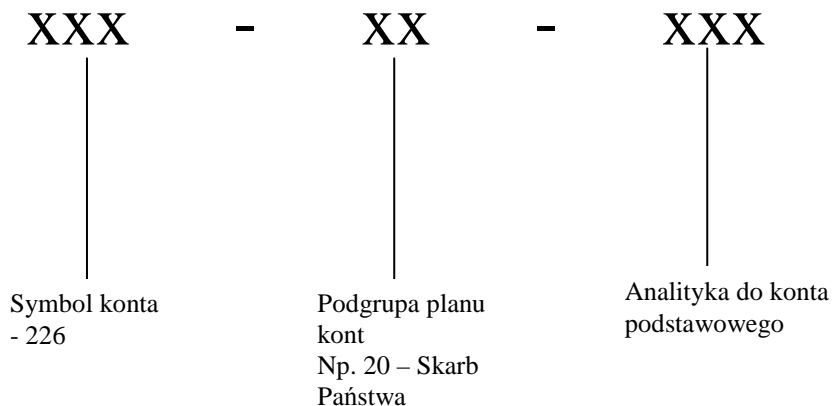 XXX - XX - XXX
Symbol konta
- 226
Podgrupa planu
kont
Np. 20 – Skarb
Państwa
Analityka do konta
podstawowego